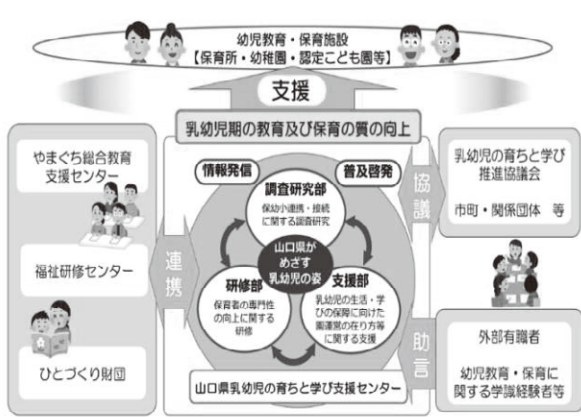 幼児教育・保育施設
【保育所・幼稚園・認定こども園等】
支援
乳幼児期の教育及び保育の質の向上
やまぐち総合教育
支援センター
福祉研修センター
ひとづくり財団
連携
情報発信
普及啓発
調査研究部
保幼小連携・接続
に関する調査研究
山口県が
めざす
乳幼児の姿
研修部
保育者の専門性
の向上に関する
研修
支援部
乳幼児の生活・学
びの保障に向けた
園運営の在り方等
に関する支援
山口県乳幼児の育ちと学び支援センター
協議
乳幼児の育ちと学び
推進協議会
市町・関係団体 等
助言
外部有識者
幼児教育・保育に
関する学識経験者等